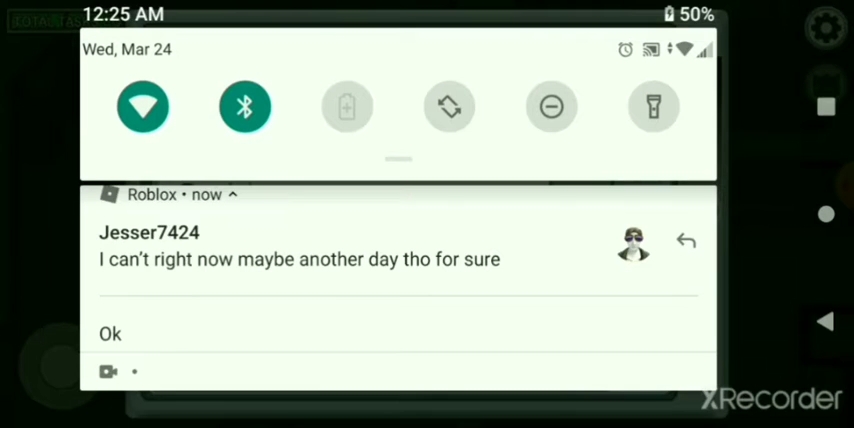 12:25 AM
50%
Wed, Mar 24
Roblox • now
Jesser7424
I can't right now maybe another day tho for sure
Ok
XRecorder